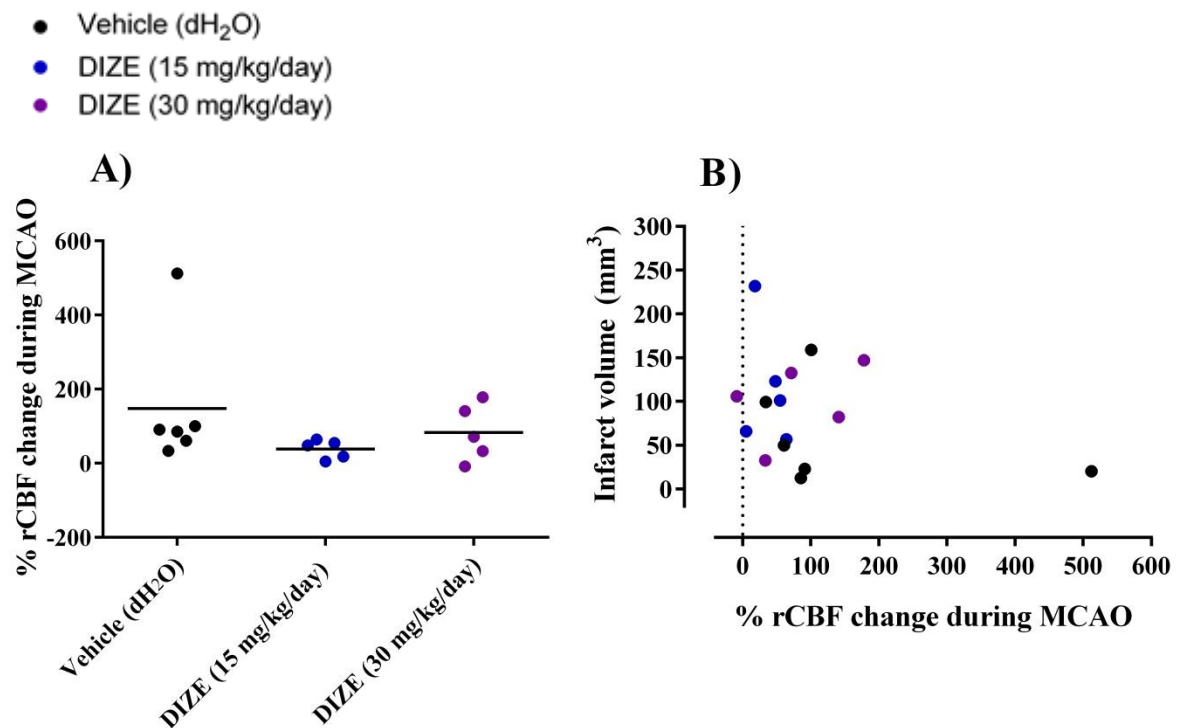 Vehicle (dH₂O)
DIZE (15 mg/kg/day)
DIZE (30 mg/kg/day)
A)
% rCBF change during MCAO
600
400
200
0
-200
Vehicle (dH₂O)
DIZE (15 mg/kg/day)
DIZE (30 mg/kg/day)
B)
Infarct volume (mm³)
300
250
200
150
100
50
0
0 100 200 300 400 500 600
% rCBF change during MCAO